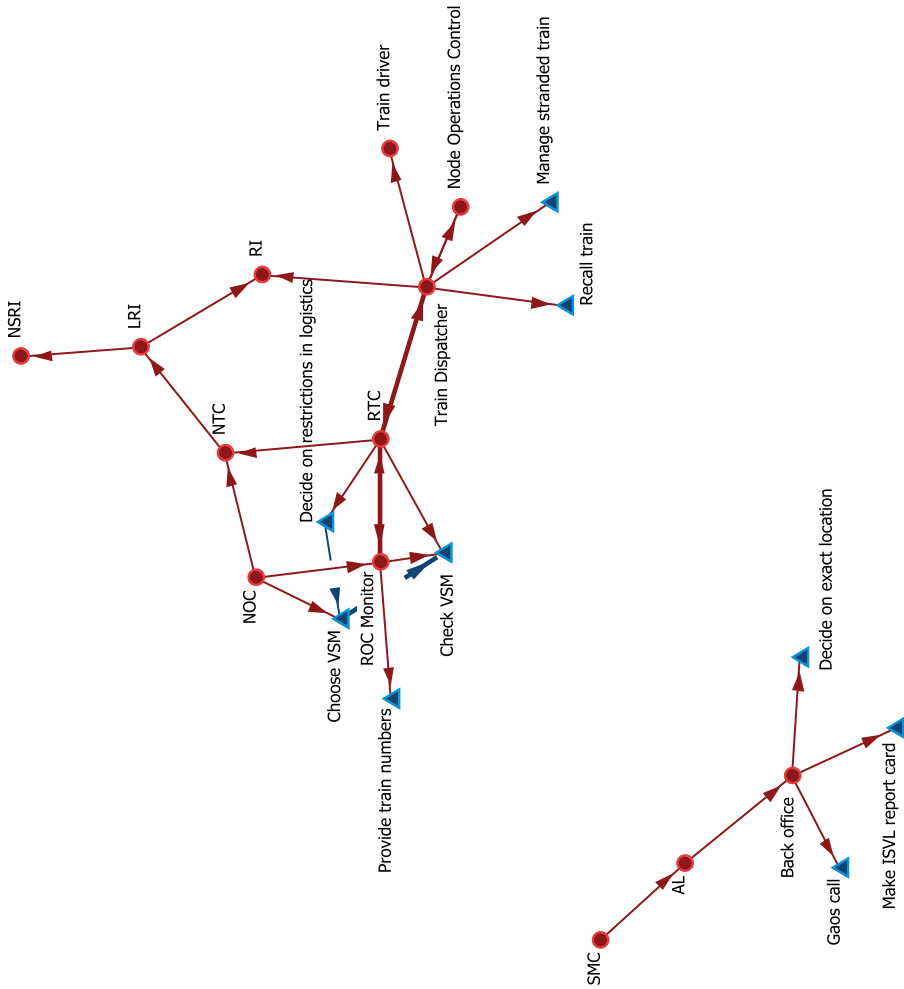 NSRI
LRI
RI
Train driver
Node Operations Control
Manage stranded train
Recall train
Train Dispatcher
Decide on restrictions in logistics
NTC
RTC
NOC
Choose VSM
ROC Monitor
Check VSM
Provide train numbers
Decide on exact location
Back office
Make ISVL report card
Gaos call
AL
SMC